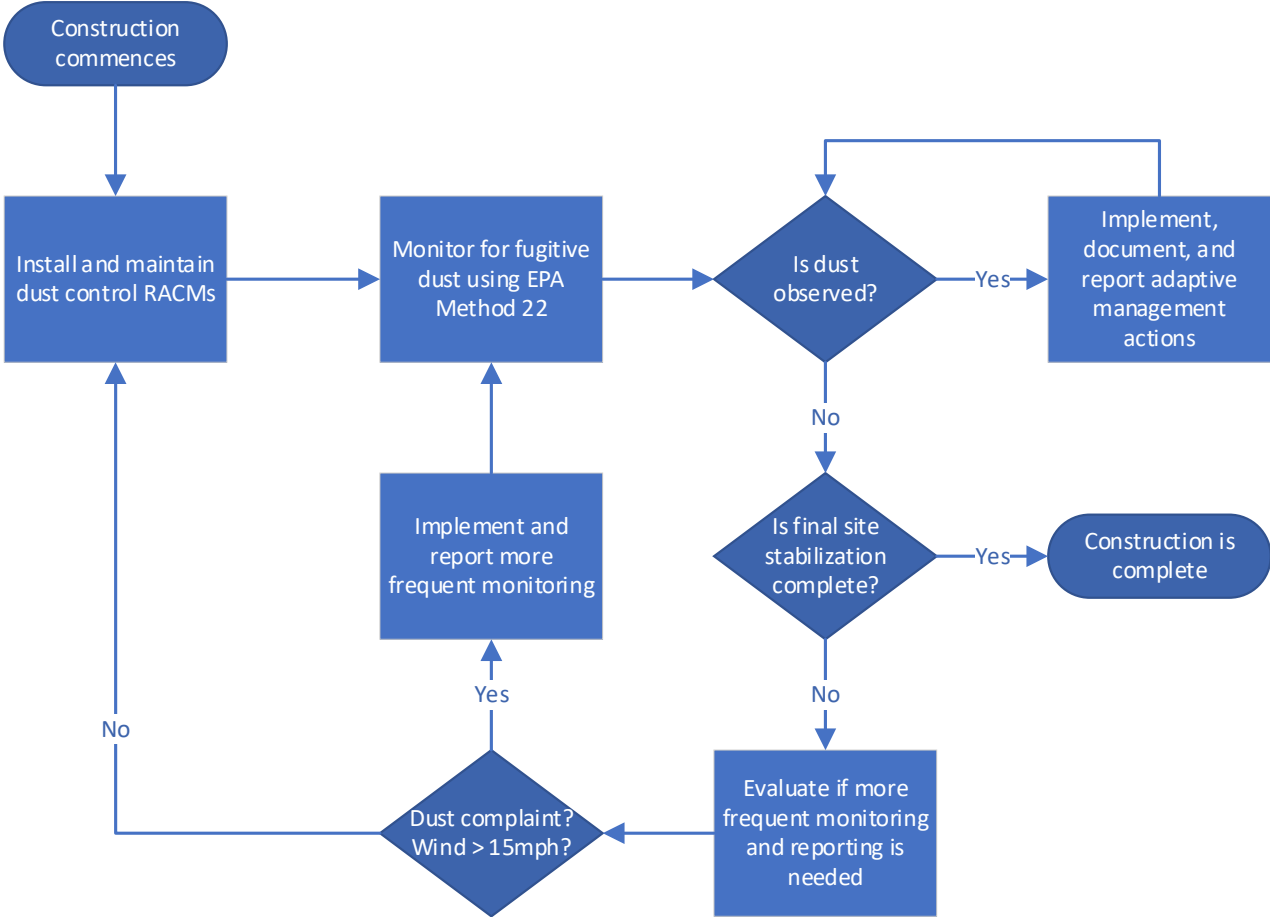 Construction
commences
Install and maintain
dust control RACMs
Monitor for fugitive
dust using EPA
Method 22
Is dust
observed?
Yes
Implement,
document, and
report adaptive
management
actions
No
Is final site
stabilization
complete?
Yes
Construction is
complete
No
Evaluate if more
frequent monitoring
and reporting is
needed
Dust complaint?
Wind > 15mph?
Yes
Implement and
report more
frequent monitoring
No